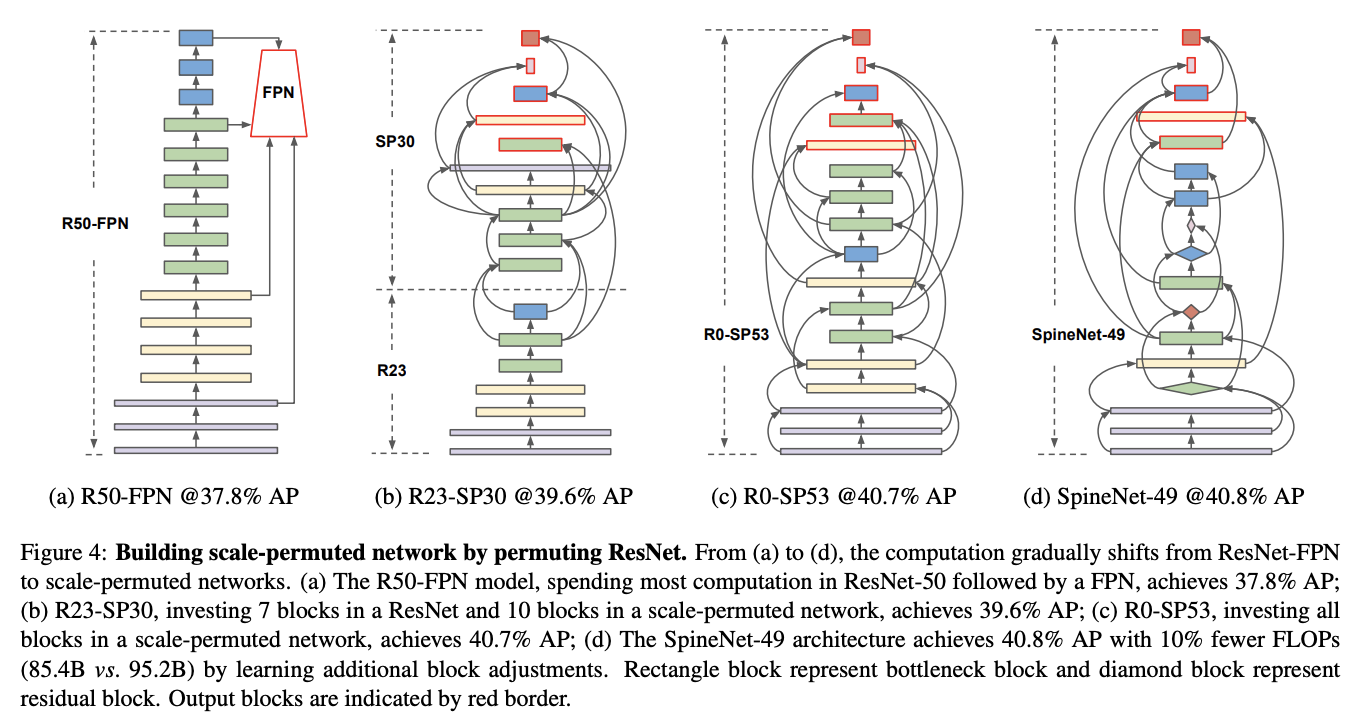 FPN
R50-FPN
SP30
R23
R0-SP53
SpineNet-49
(a) R50-FPN @37.8% AP
(b) R23-SP30 @39.6% AP
(c) R0-SP53 @40.7% AP
(d) SpineNet-49 @40.8% AP
Figure 4: Building scale-permuted network by permuting ResNet. From (a) to (d), the computation gradually shifts from ResNet-FPN
to scale-permuted networks. (a) The R50-FPN model, spending most computation in ResNet-50 followed by a FPN, achieves 37.8% AP;
(b) R23-SP30, investing 7 blocks in a ResNet and 10 blocks in a scale-permuted network, achieves 39.6% AP; (c) R0-SP53, investing all
blocks in a scale-permuted network, achieves 40.7% AP; (d) The SpineNet-49 architecture achieves 40.8% AP with 10% fewer FLOPs
(85.4B vs. 95.2B) by learning additional block adjustments. Rectangle block represent bottleneck block and diamond block represent
residual block. Output blocks are indicated by red border.